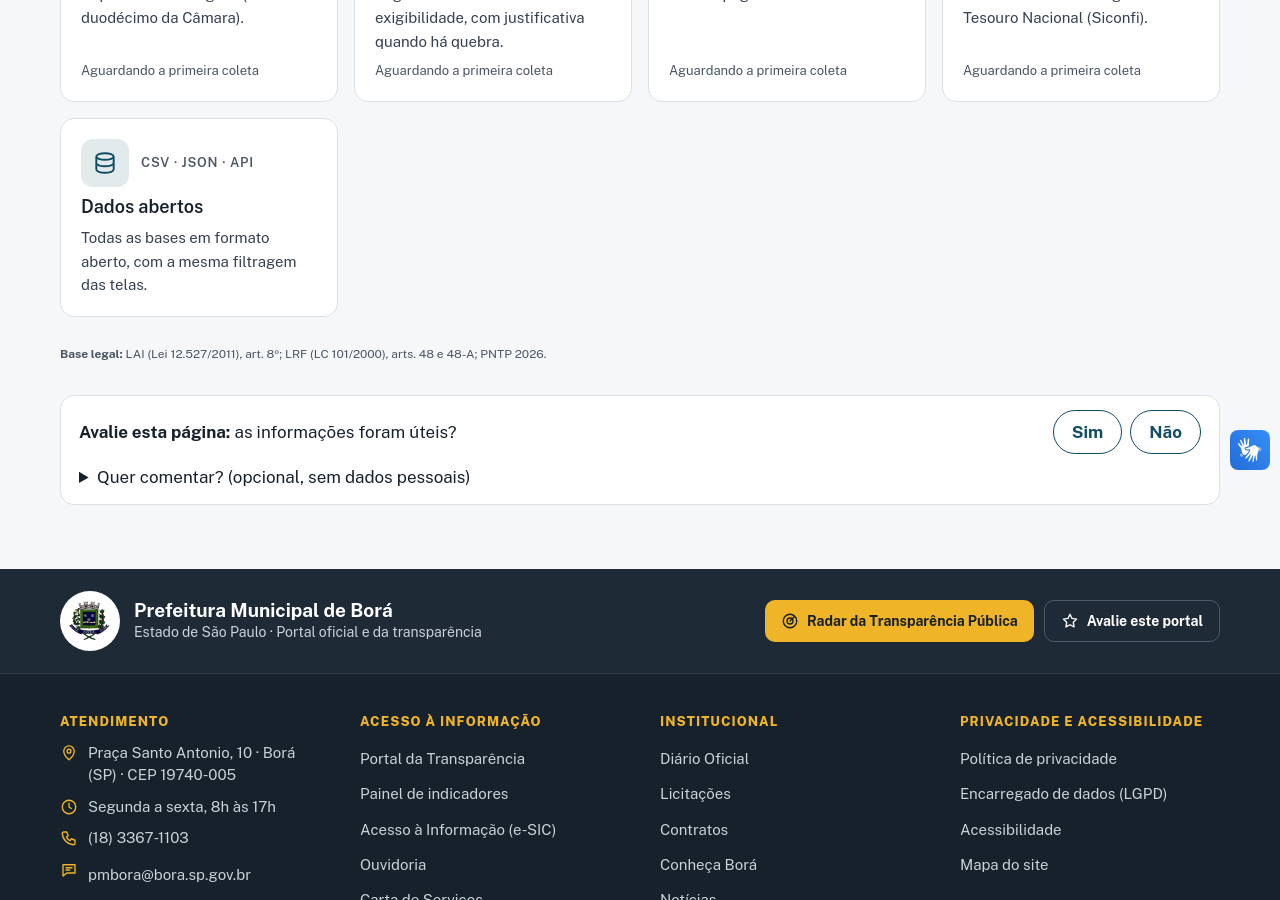 duodécimo da Câmara).
exigibilidade, com justificativa
quando há quebra.
Tesouro Nacional (Siconfi).
Aguardando a primeira coleta
Aguardando a primeira coleta
Aguardando a primeira coleta
Aguardando a primeira coleta
CSV · JSON · API
Dados abertos
Todas as bases em formato
aberto, com a mesma filtragem
das telas.
Base legal: LAI (Lei 12.527/2011), art. 8º; LRF (LC 101/2000), arts. 48 e 48-A; PNTP 2026.
Avalie esta página: as informações foram úteis?
Sim
Não
Quer comentar? (opcional, sem dados pessoais)
Prefeitura Municipal de Borá
Estado de São Paulo · Portal oficial e da transparência
Radar da Transparência Pública
Avalie este portal
ATENDIMENTO
Praça Santo Antonio, 10 · Borá
(SP) · CEP 19740-005
Segunda a sexta, 8h às 17h
(18) 3367-1103
pmbora@bora.sp.gov.br
ACESSO À INFORMAÇÃO
Portal da Transparência
Painel de indicadores
Acesso à Informação (e-SIC)
Ouvidoria
Carta de Serviços
INSTITUCIONAL
Diário Oficial
Licitações
Contratos
Conheça Borá
Notícias
PRIVACIDADE E ACESSIBILIDADE
Política de privacidade
Encarregado de dados (LGPD)
Acessibilidade
Mapa do site